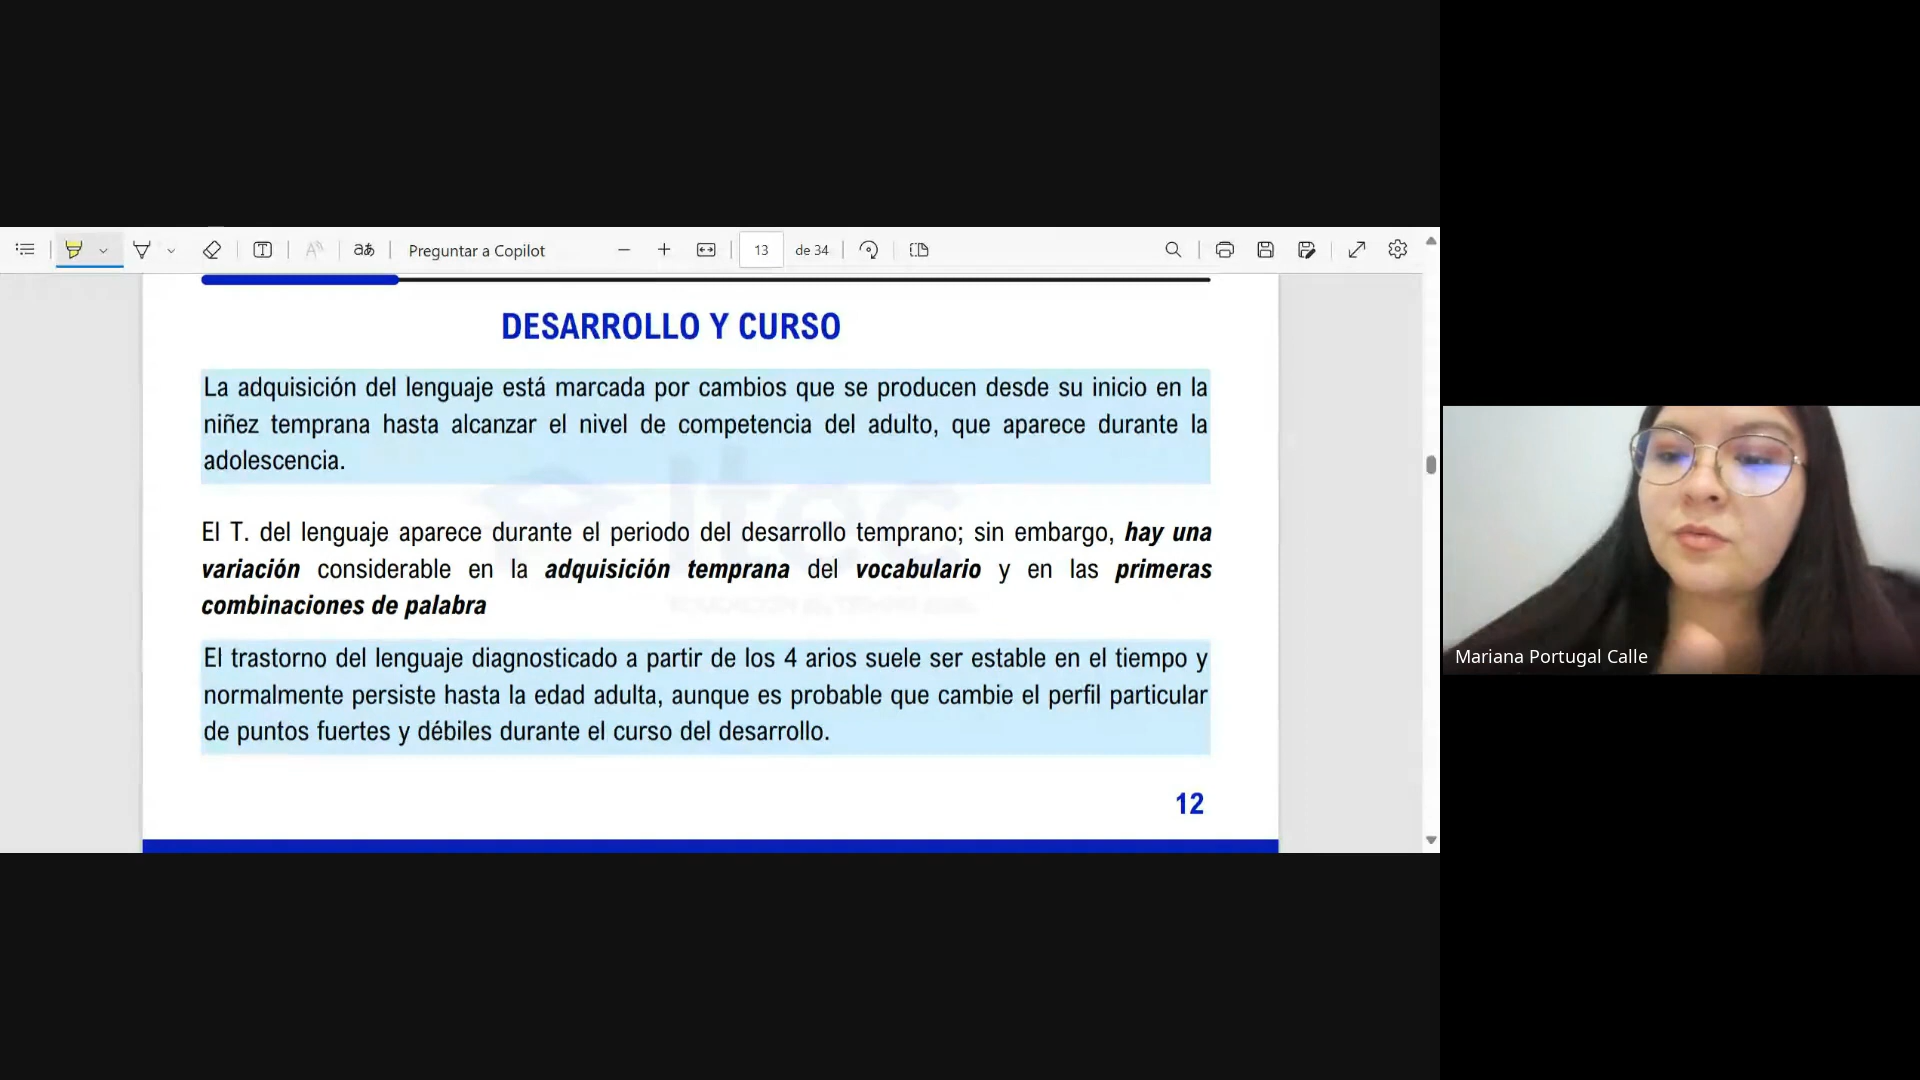 Preguntar a Copilot
13 de 34
DESARROLLO Y CURSO
La adquisición del lenguaje está marcada por cambios que se producen desde su inicio en la
niñez temprana hasta alcanzar el nivel de competencia del adulto, que aparece durante la
adolescencia.
El T. del lenguaje aparece durante el periodo del desarrollo temprano; sin embargo, hay una
variación considerable en la adquisición temprana del vocabulario y en las primeras
combinaciones de palabra
El trastorno del lenguaje diagnosticado a partir de los 4 arios suele ser estable en el tiempo y
normalmente persiste hasta la edad adulta, aunque es probable que cambie el perfil particular
de puntos fuertes y débiles durante el curso del desarrollo.
12
Mariana Portugal Calle